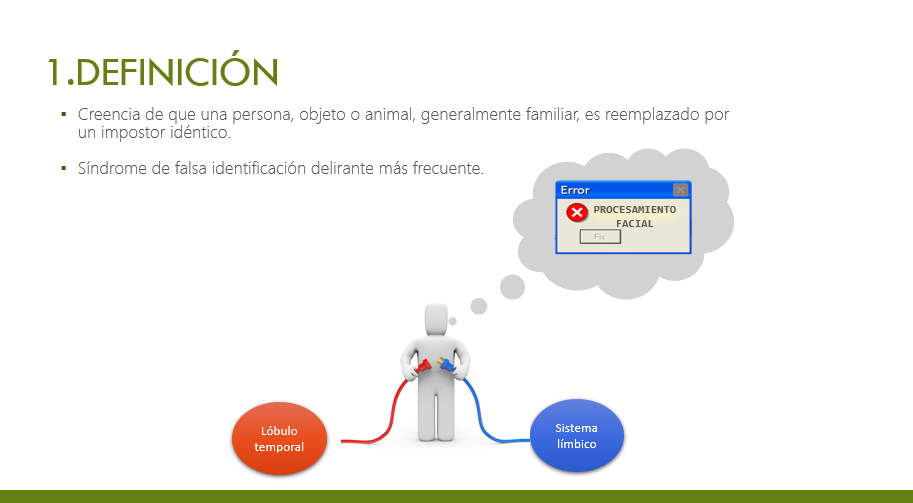 1.DEFINICIÓN
▪ Creencia de que una persona, objeto o animal, generalmente familiar, es reemplazado por
un impostor idéntico.
▪ Síndrome de falsa identificación delirante más frecuente.
Error
PROCESAMIENTO
FACIAL
Fix
Lóbulo
temporal
Sistema
límbico